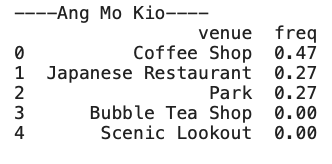 ----Ang Mo Kio----
venue freq
0 Coffee Shop 0.47
1 Japanese Restaurant 0.27
2 Park 0.27
3 Bubble Tea Shop 0.00
4 Scenic Lookout 0.00